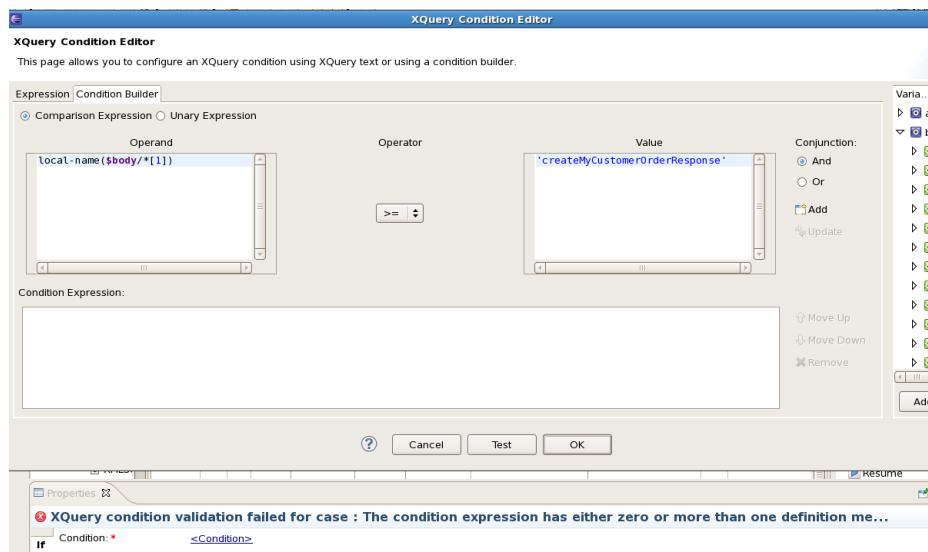 XQuery Condition Editor
XQuery Condition Editor
This page allows you to configure an XQuery condition using XQuery text or using a condition builder.
Expression Condition Builder
Varia...
Comparison Expression Unary Expression
Operand Operator Value Conjunction:
local-name($body/*[1])
'createMyCustomerOrderResponse'
And
Or
>=
Add
Update
Condition Expression:
Move Up
Move Down
Remove
Add
Cancel Test OK
Resume
Properties
XQuery condition validation failed for case : The condition expression has either zero or more than one definition me...
If
Condition: * <Condition>